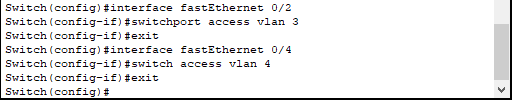 Switch(config)#interface fastEthernet 0/2
Switch(config-if)#switchport access vlan 3
Switch(config-if)#exit
Switch(config)#interface fastEthernet 0/4
Switch(config-if)#switch access vlan 4
Switch(config-if)#exit
Switch(config)#